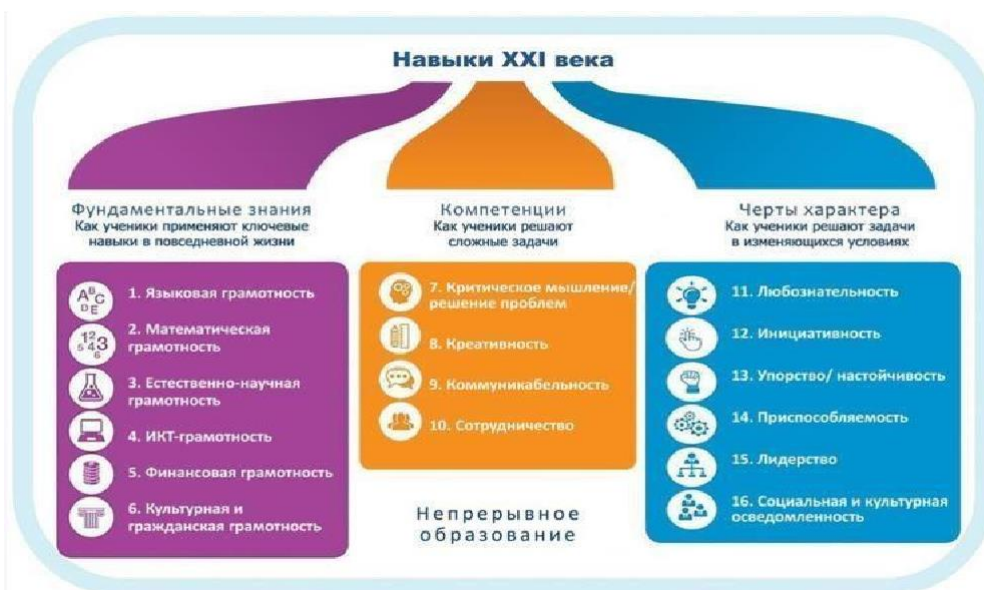 Навыки XXI века
Фундаментальные знания
Как ученики применяют ключевые
навыки в повседневной жизни
1. Языковая грамотность
2. Математическая
грамотность
3. Естественно-научная
грамотность
4. ИКТ-грамотность
5. Финансовая грамотность
6. Культурная и
гражданская грамотность
Компетенции
Как ученики решают
сложные задачи
7. Критическое мышление/
решение проблем
8. Креативность
9. Коммуникабельность
10. Сотрудничество
Черты характера
Как ученики решают задачи
в изменяющихся условиях
11. Любознательность
12. Инициативность
13. Упорство/ настойчивость
14. Приспособляемость
15. Лидерство
16. Социальная и культурная
осведомленность
Непрерывное
образование